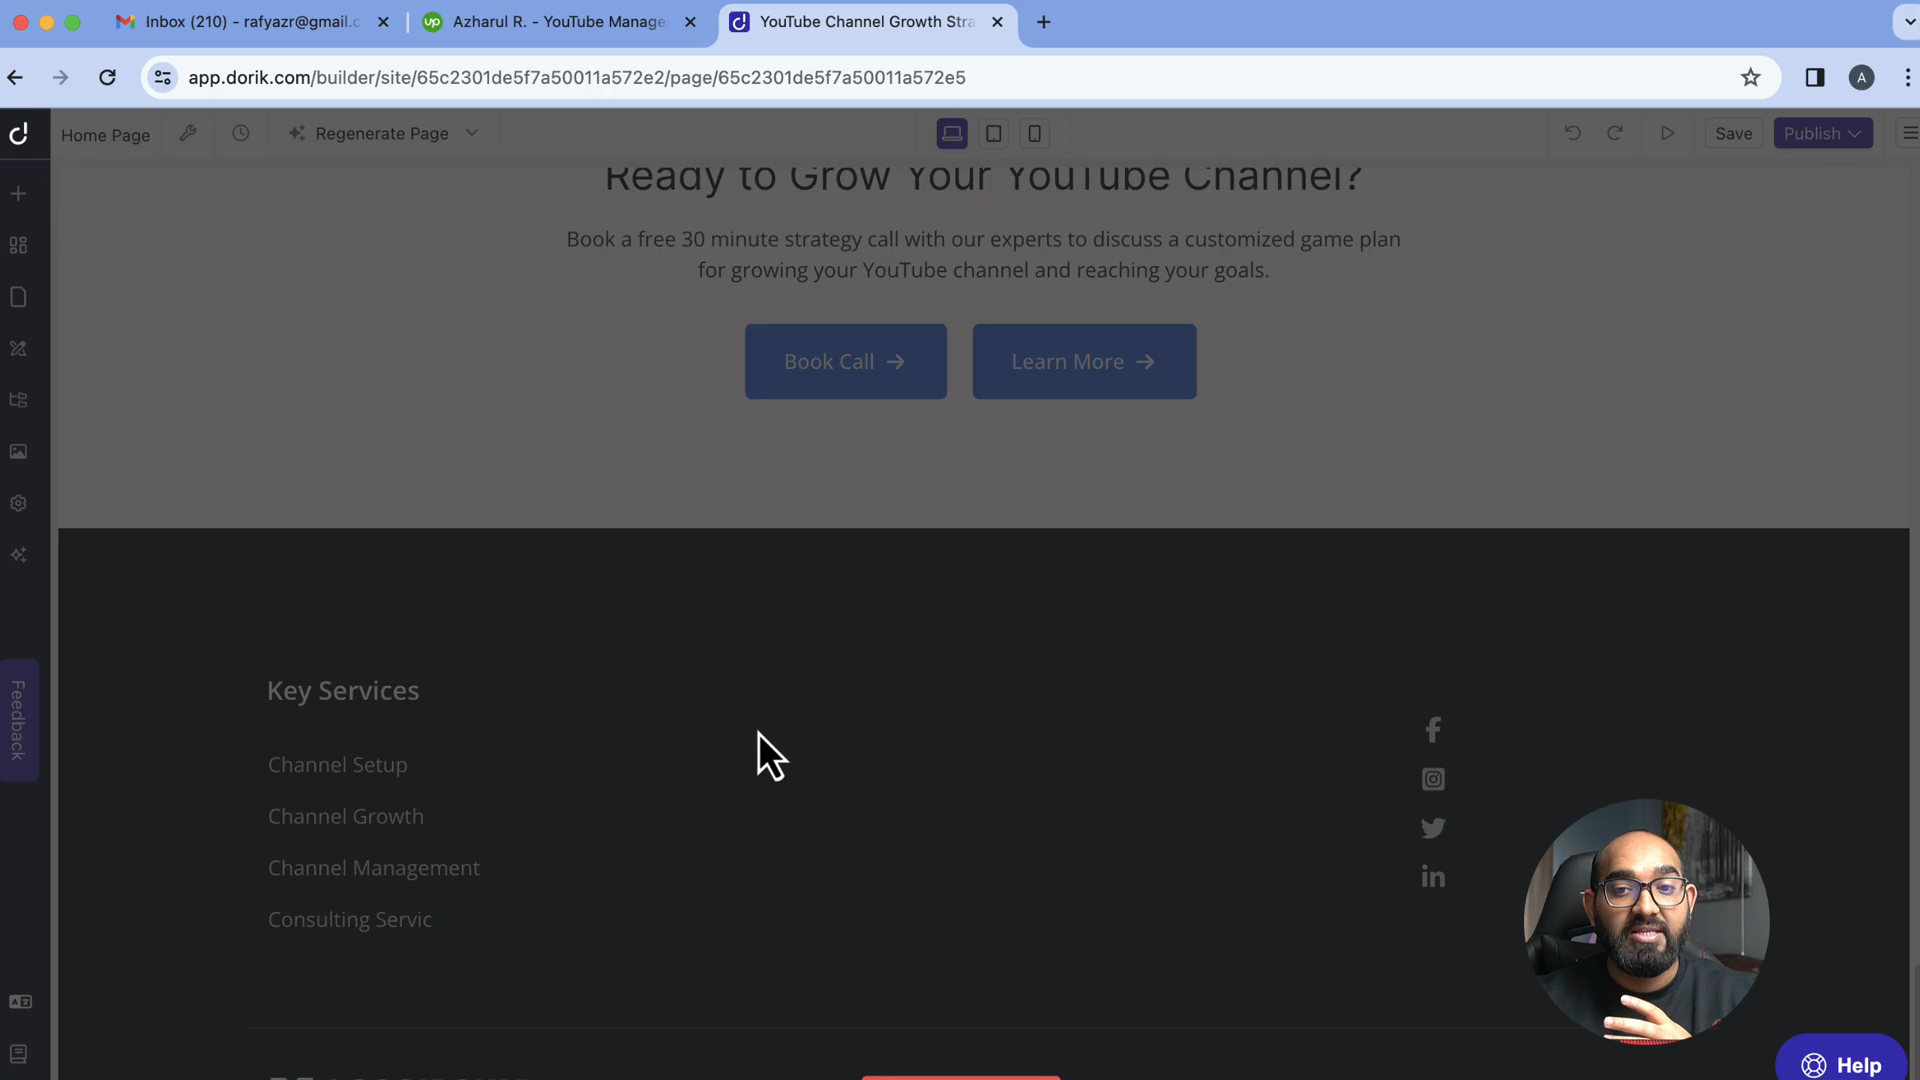 Inbox (210) - rafyazr@gmail.c
Azharul R. - YouTube Manage
YouTube Channel Growth Stra
app.dorik.com/builder/site/65c2301de5f7a50011a572e2/page/65c2301de5f7a50011a572e5
A
Home Page
Regenerate Page
Save
Publish
Ready to Grow Your YouTube Channel?
Book a free 30 minute strategy call with our experts to discuss a customized game plan
for growing your YouTube channel and reaching your goals.
Book Call
Learn More
Feedback
Key Services
Channel Setup
Channel Growth
Channel Management
Consulting Servic
Help